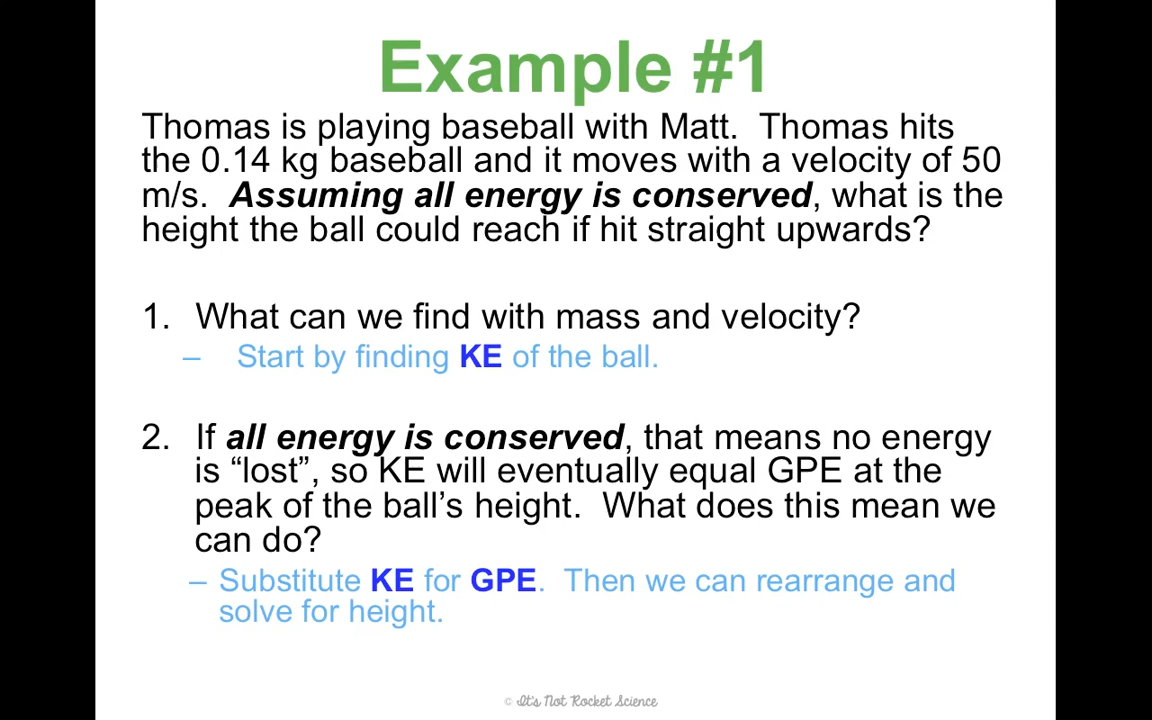 Example #1
Thomas is playing baseball with Matt.  Thomas hits
the 0.14 kg baseball and it moves with a velocity of 50
m/s.  Assuming all energy is conserved, what is the
height the ball could reach if hit straight upwards?
1. What can we find with mass and velocity?
– Start by finding KE of the ball.
2. If all energy is conserved, that means no energy
is “lost”, so KE will eventually equal GPE at the
peak of the ball’s height.  What does this mean we
can do?
– Substitute KE for GPE.  Then we can rearrange and
solve for height.
© It's Not Rocket Science